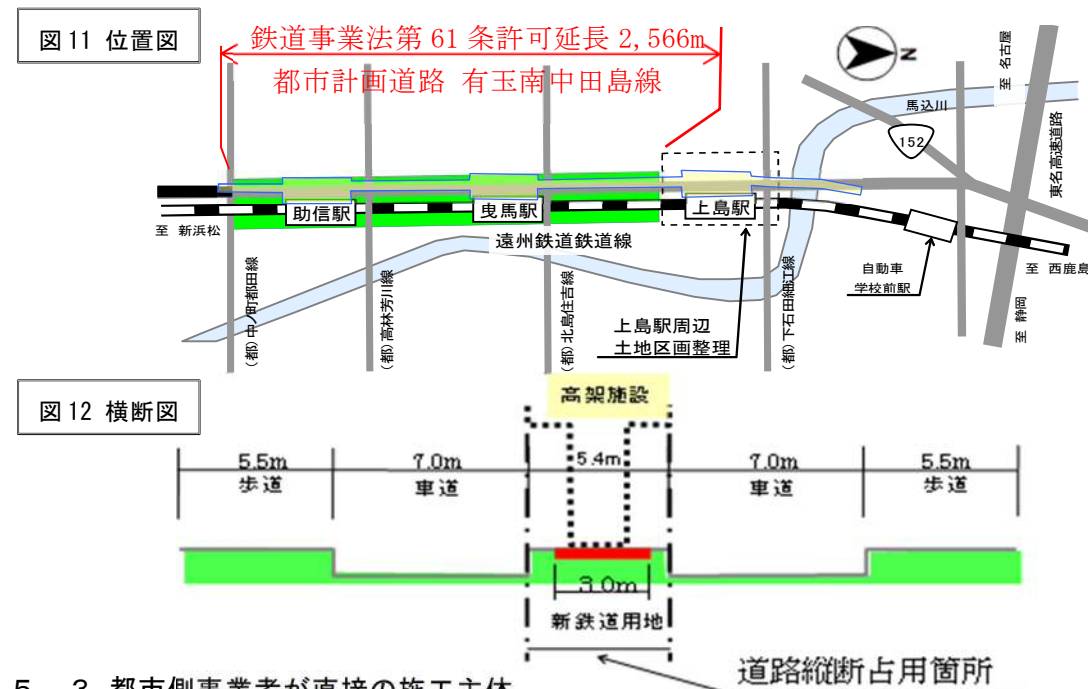 図11 位置図
鉄道事業法第 61 条許可延長 2,566m
都市計画道路 有玉南中田島線
N
至 名古屋
馬込川
152
東名高速道路
助信駅
曳馬駅
上島駅
至 新浜松
遠州鉄道鉄道線
自動車
学校前駅
至 西鹿島
至 静岡
(都)中ノ町都田線
(都)高林芳川線
(都)北島住吉線
(都)下石田細江線
上島駅周辺
土地区画整理
図12 横断図
高架施設
5.5m
歩道
7.0m
車道
5.4m
7.0m
車道
5.5m
歩道
3.0m
新鉄道用地
道路縦断占用箇所